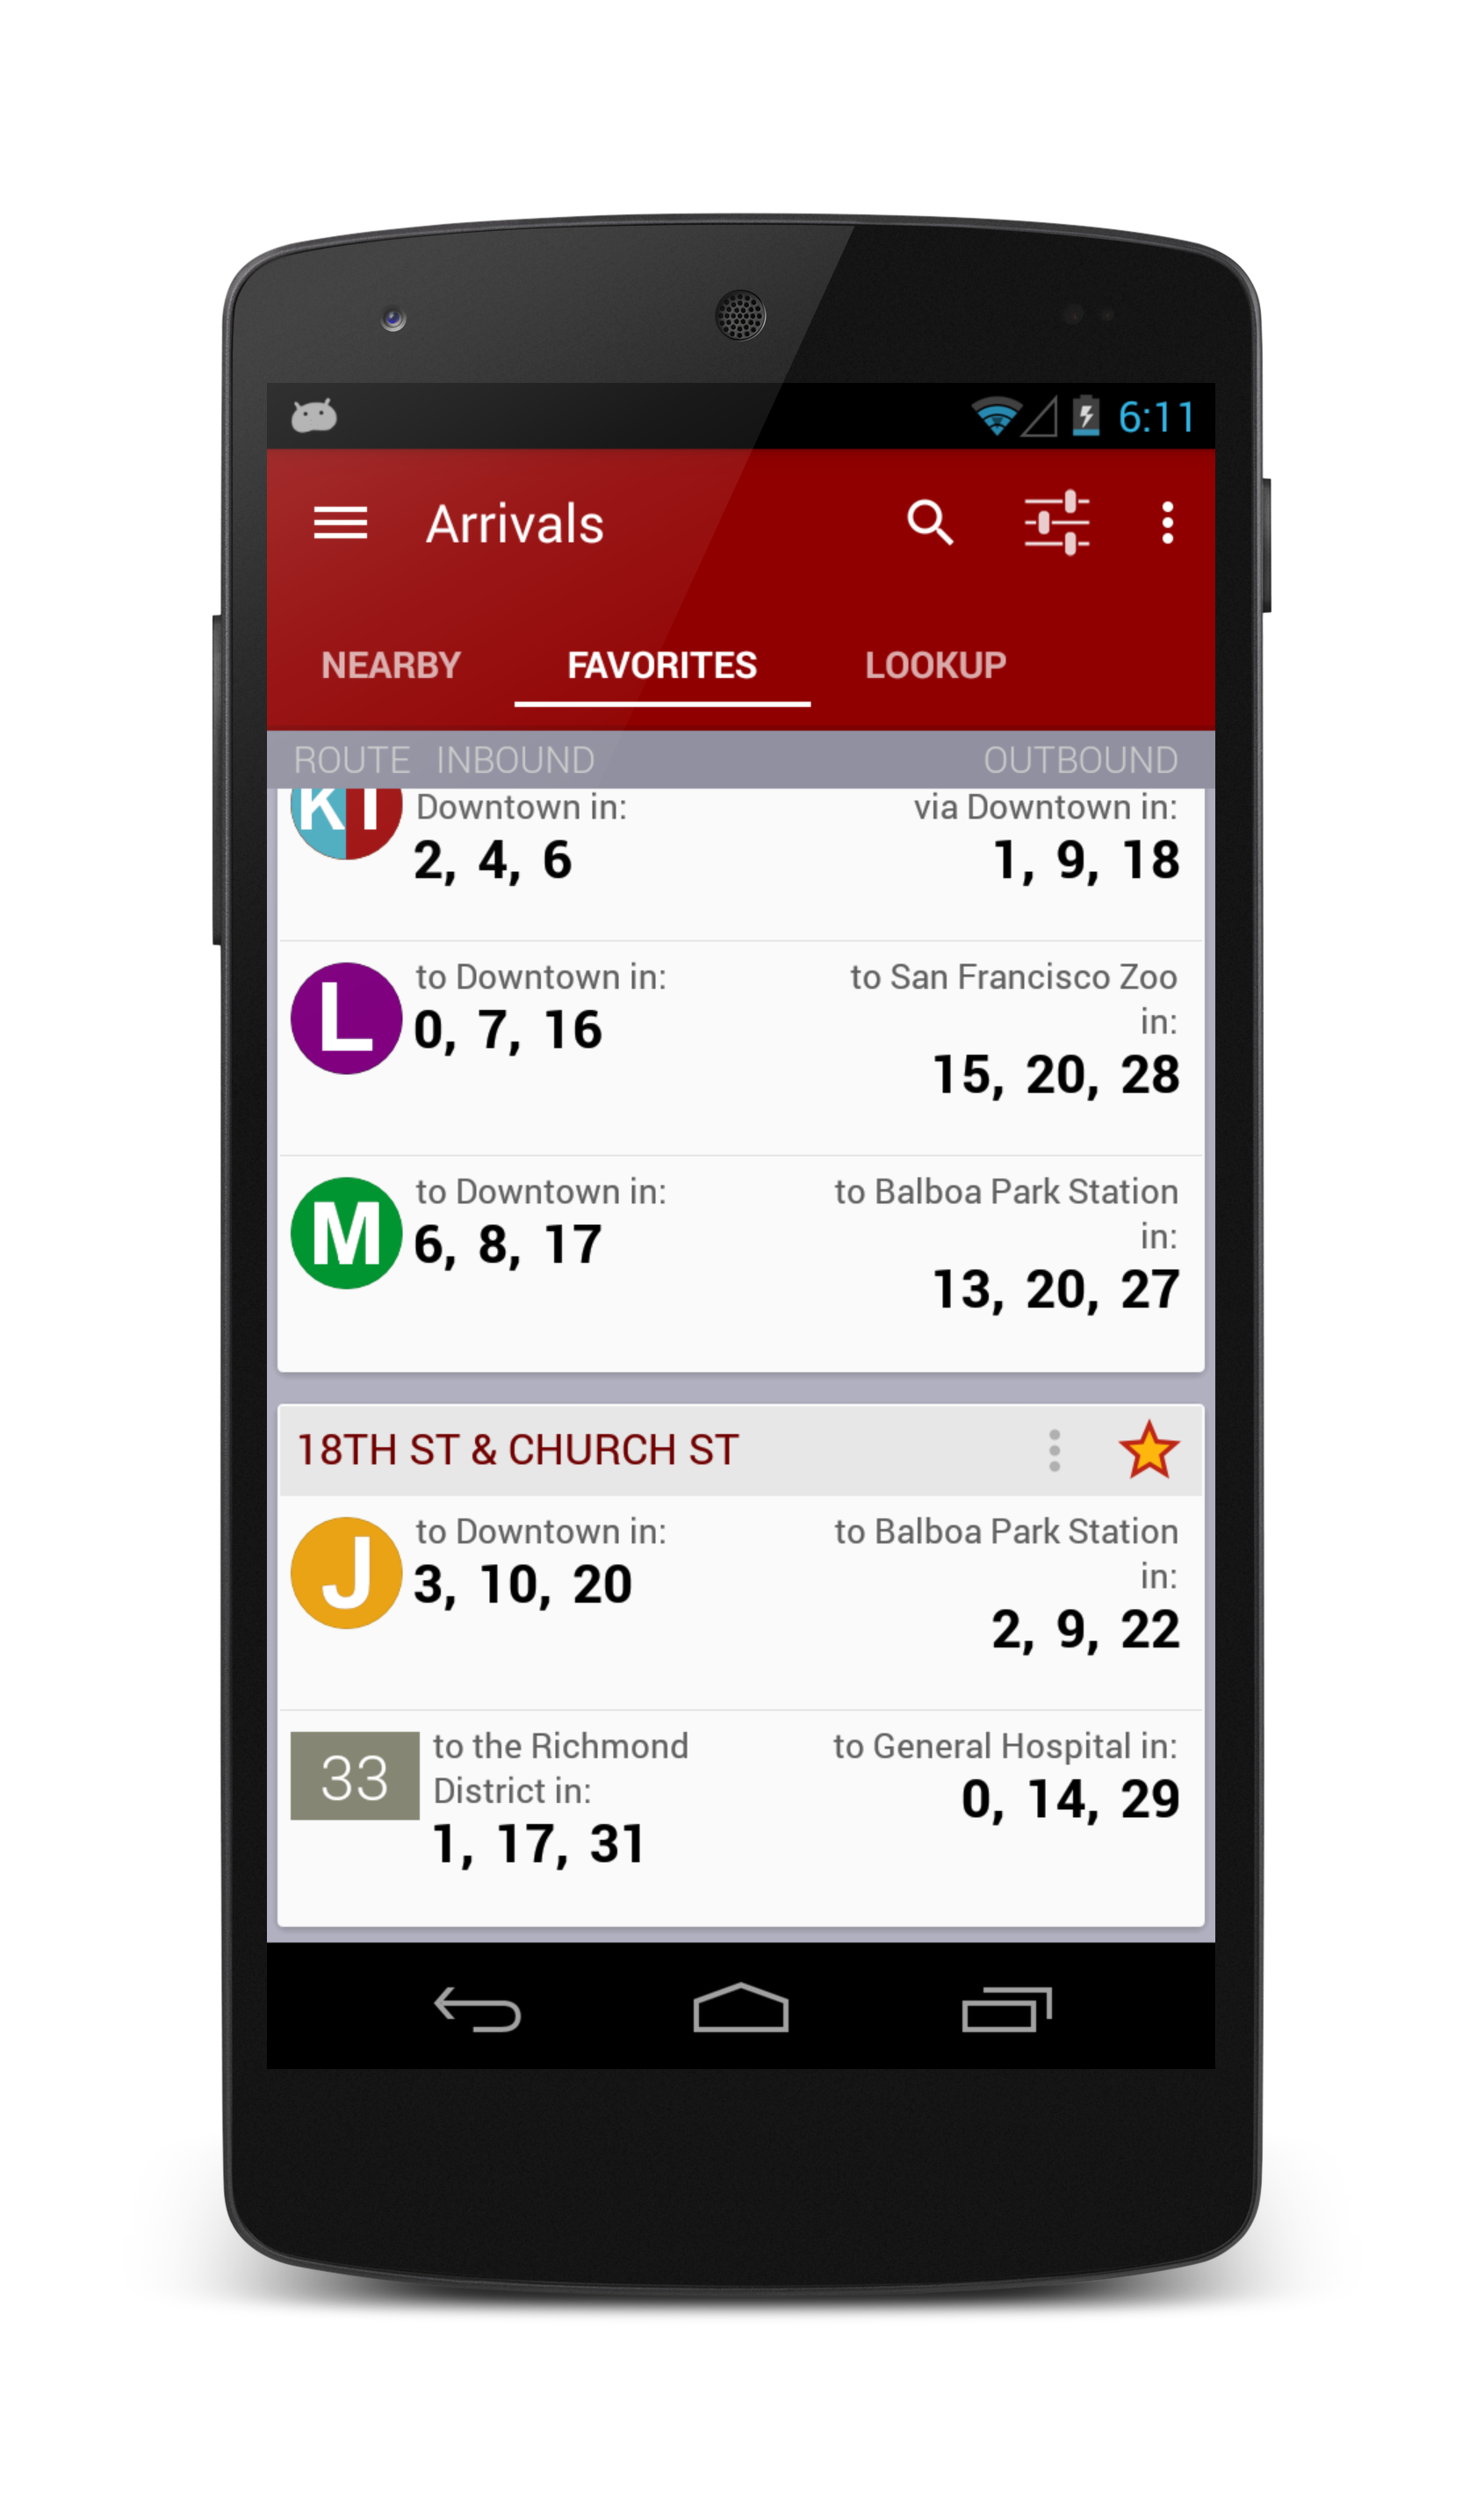 6:11
Arrivals
NEARBY FAVORITES LOOKUP
ROUTE INBOUND OUTBOUND
KT Downtown in: via Downtown in:
2, 4, 6 1, 9, 18
L to Downtown in: to San Francisco Zoo
in:
0, 7, 16
15, 20, 28
M to Downtown in: to Balboa Park Station
in:
6, 8, 17
13, 20, 27
18TH ST & CHURCH ST
J to Downtown in: to Balboa Park Station
in:
3, 10, 20
2, 9, 22
33 to the Richmond
District in:
1, 17, 31
to General Hospital in:
0, 14, 29